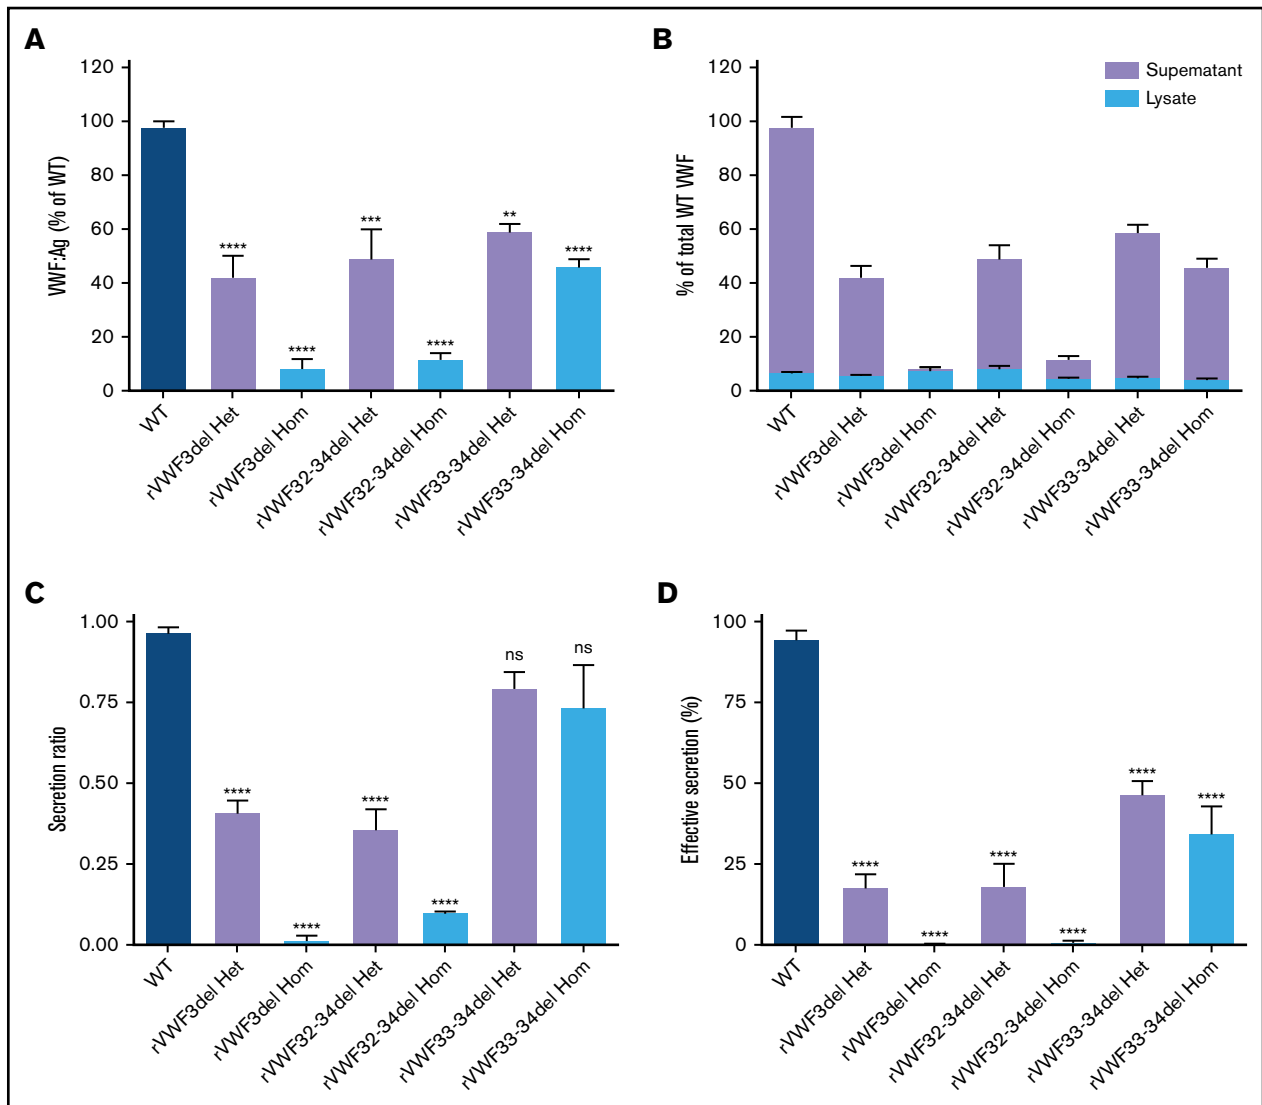 A
VWF:Ag (% of WT)
120
100
80
60
40
20
0
****
****
***
****
**
****
WT
rVWF3del Het
rVWF3del Hom
rVWF32-34del Het
rVWF32-34del Hom
rVWF33-34del Het
rVWF33-34del Hom
B
% of total WT VWF
120
100
80
60
40
20
0
Supematant
Lysate
WT
rVWF3del Het
rVWF3del Hom
rVWF32-34del Het
rVWF32-34del Hom
rVWF33-34del Het
rVWF33-34del Hom
C
Secretion ratio
1.00
0.75
0.50
0.25
0.00
****
****
****
****
ns
ns
WT
rVWF3del Het
rVWF3del Hom
rVWF32-34del Het
rVWF32-34del Hom
rVWF33-34del Het
rVWF33-34del Hom
D
Effective secretion (%)
100
75
50
25
0
****
****
****
****
****
****
WT
rVWF3del Het
rVWF3del Hom
rVWF32-34del Het
rVWF32-34del Hom
rVWF33-34del Het
rVWF33-34del Hom